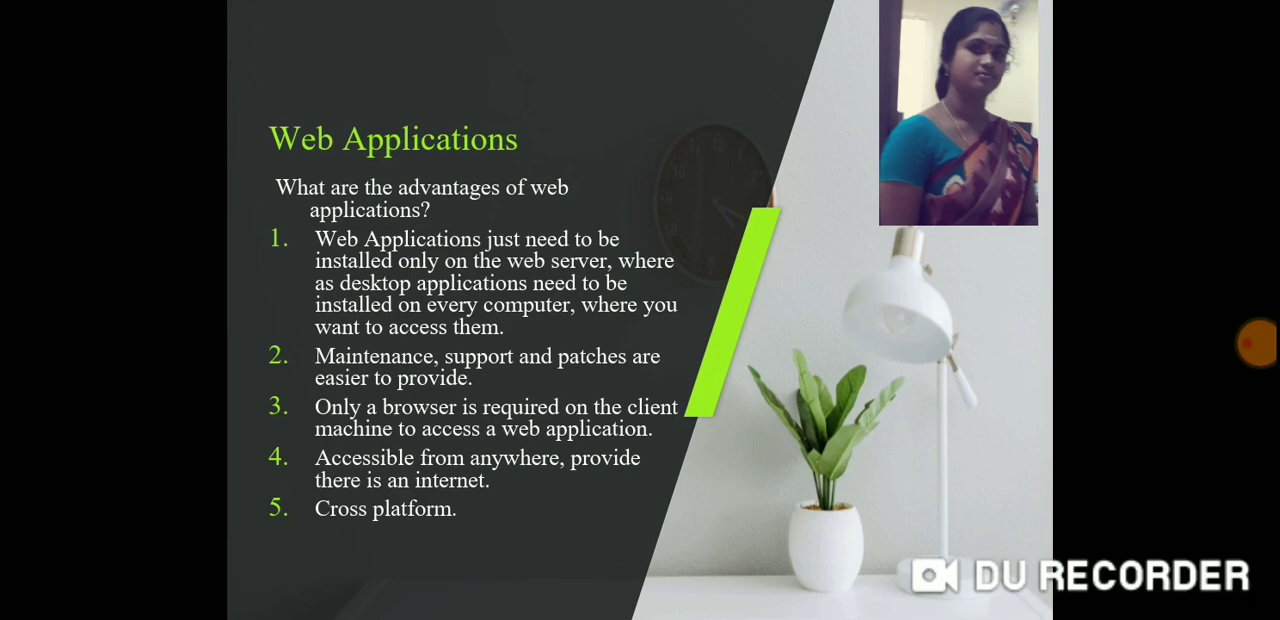 Web Applications
What are the advantages of web
applications?
1. Web Applications just need to be
installed only on the web server, where
as desktop applications need to be
installed on every computer, where you
want to access them.
2. Maintenance, support and patches are
easier to provide.
3. Only a browser is required on the client
machine to access a web application.
4. Accessible from anywhere, provide
there is an internet.
5. Cross platform.
DU RECORDER